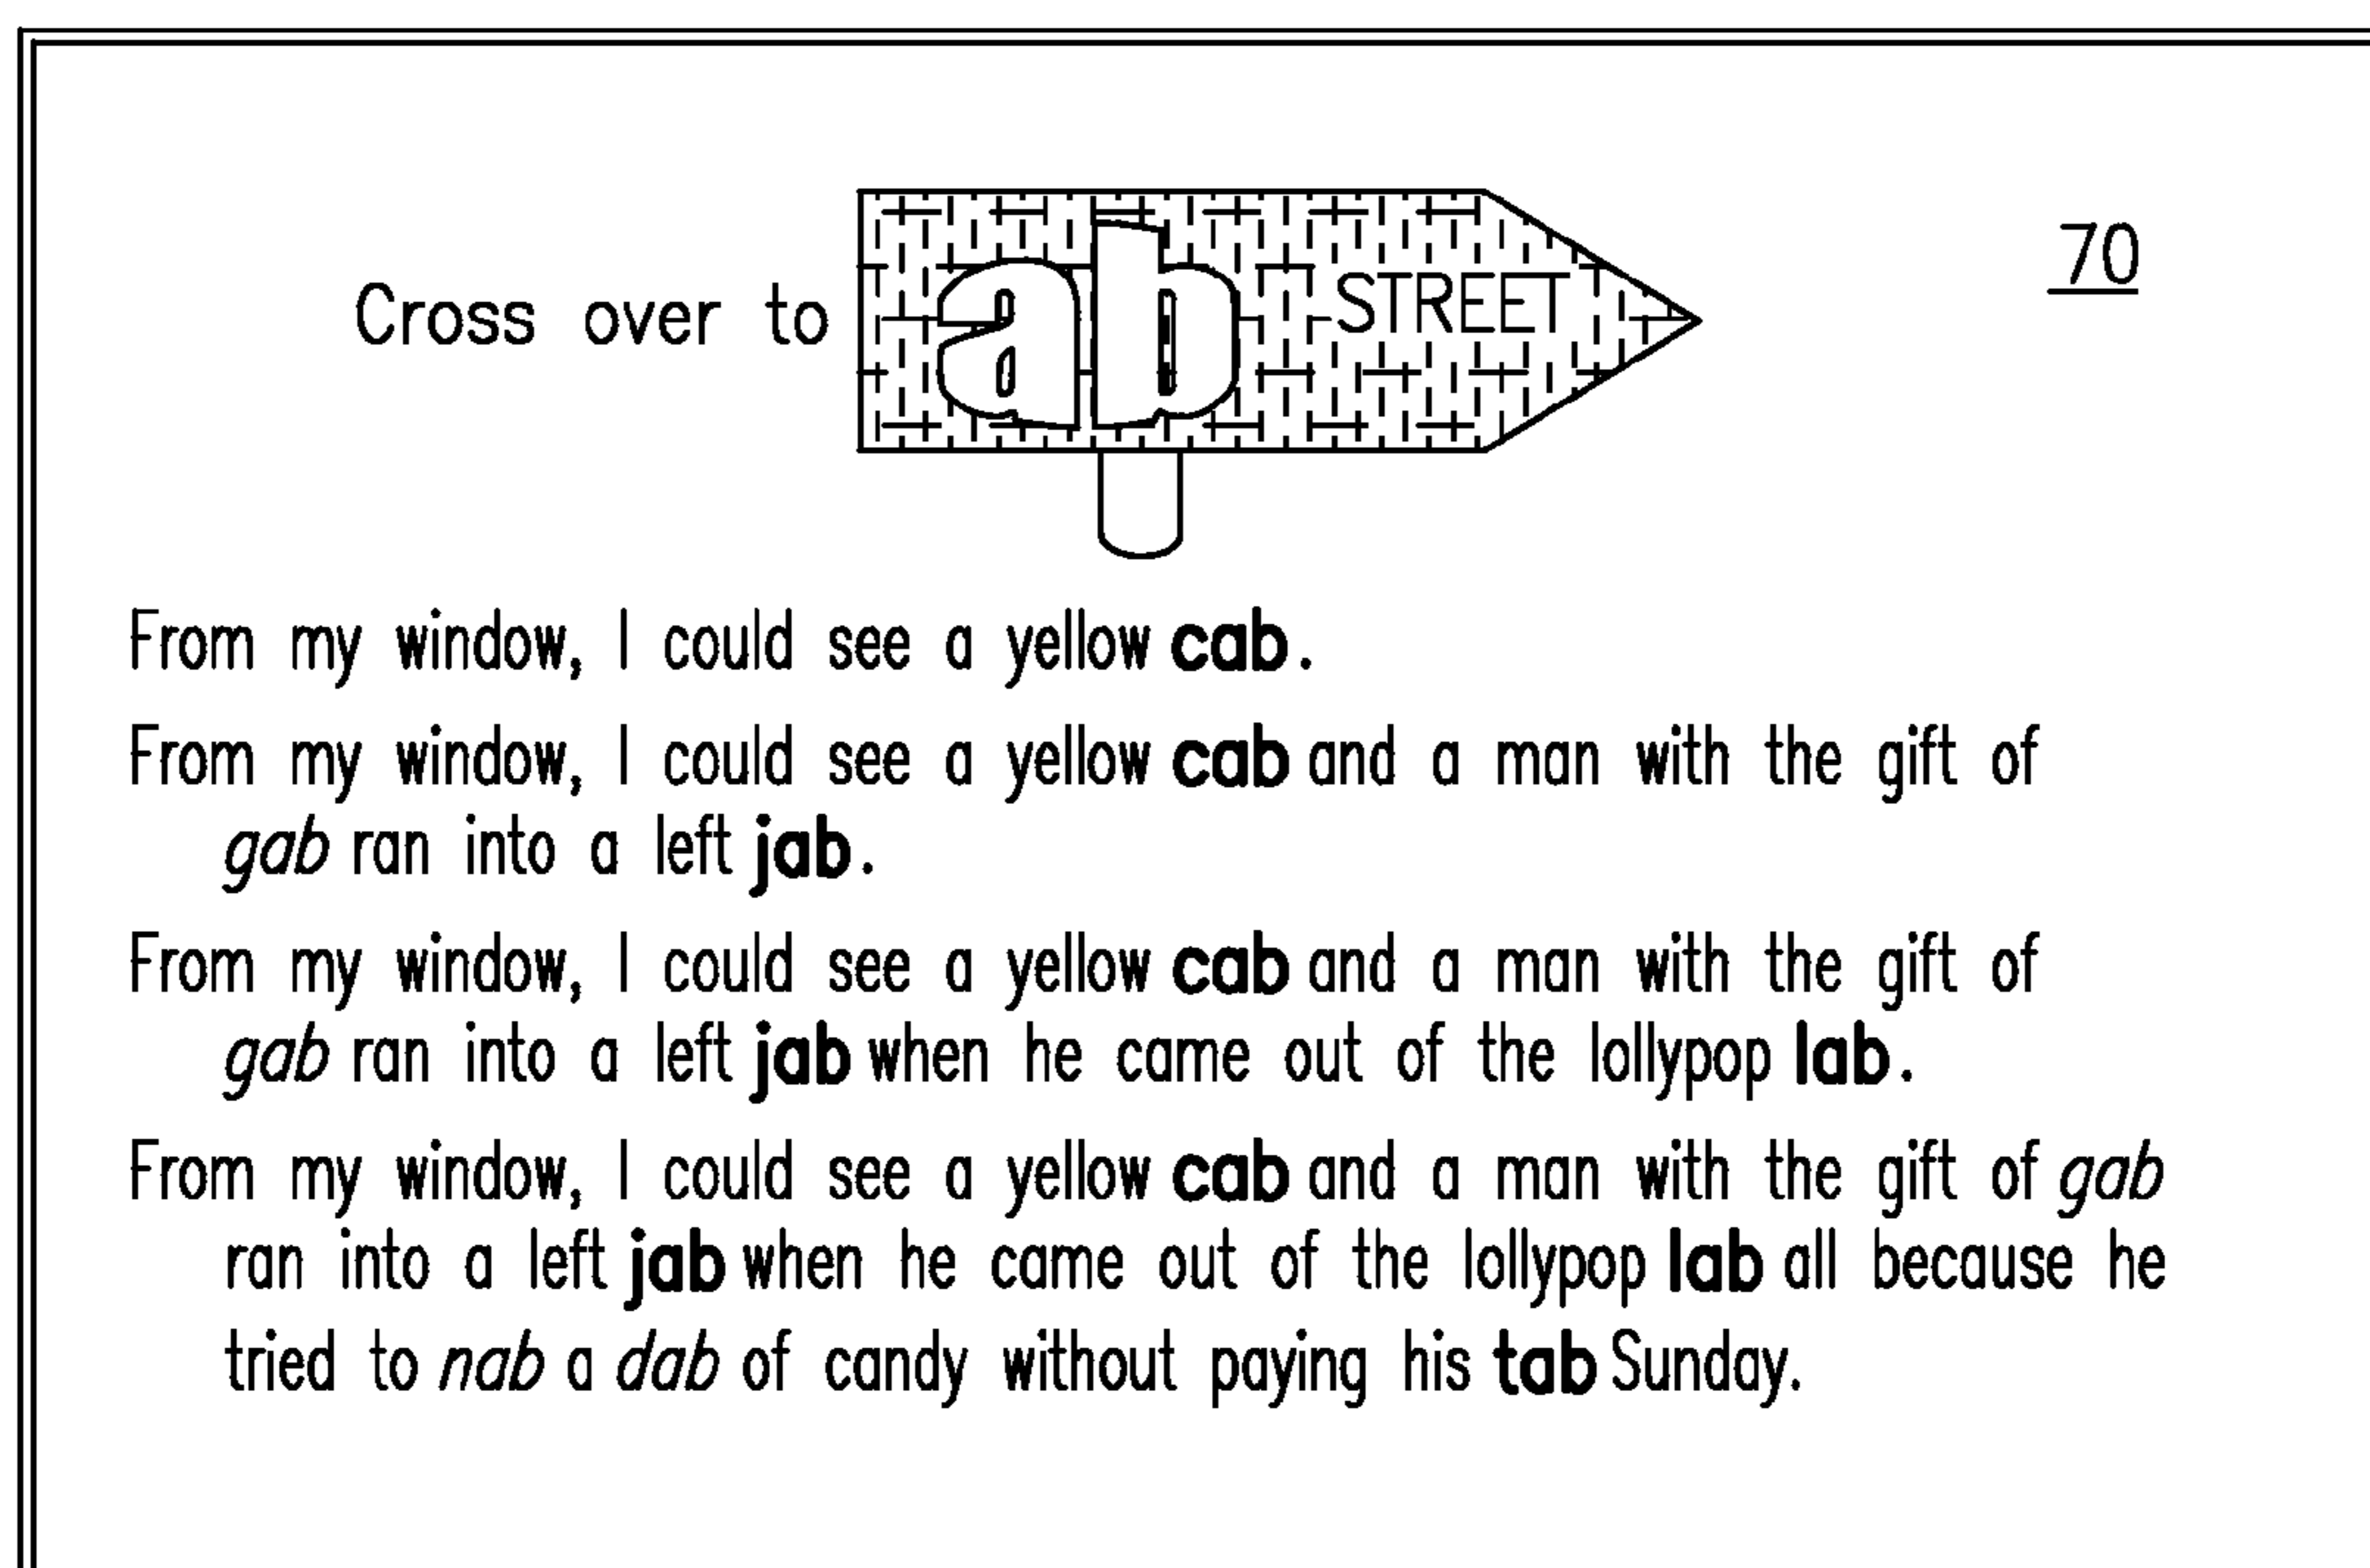 Cross over to ab STREET
70
From my window, I could see a yellow cab.
From my window, I could see a yellow cab and a man with the gift of
gab ran into a left jab.
From my window, I could see a yellow cab and a man with the gift of
gab ran into a left jab when he came out of the lollypop lab.
From my window, I could see a yellow cab and a man with the gift of gab
ran into a left jab when he came out of the lollypop lab all because he
tried to nab a dab of candy without paying his tab Sunday.